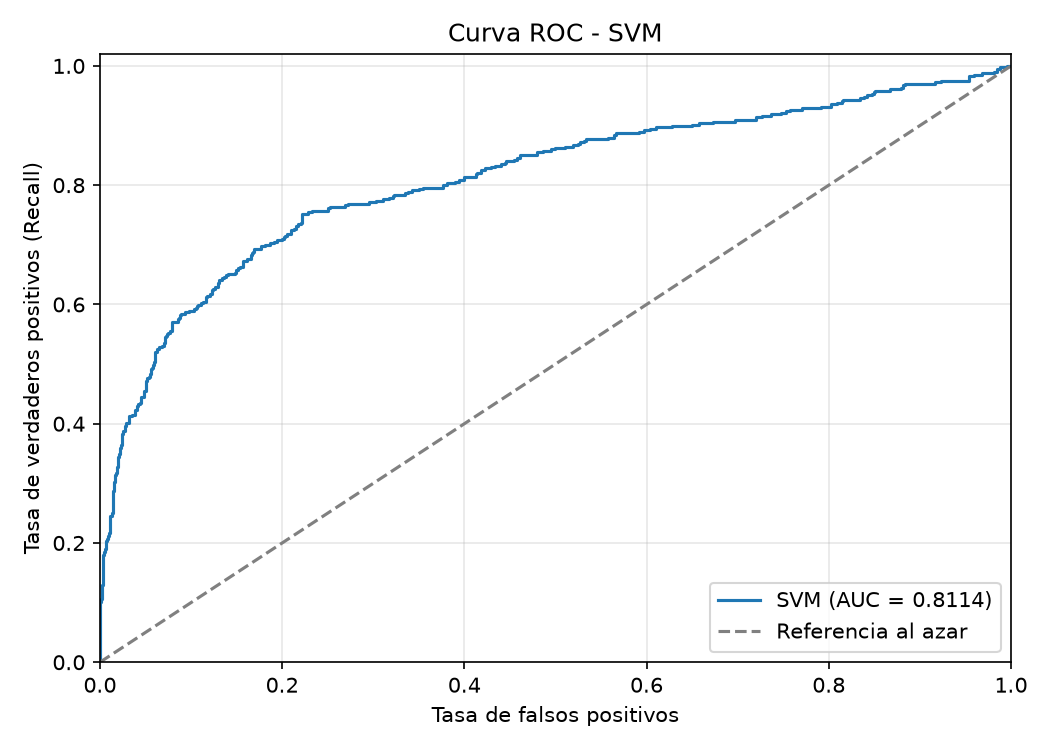 Curva ROC - SVM
Tasa de verdaderos positivos (Recall)
1.0
0.8
0.6
0.4
0.2
0.0
0.0 0.2 0.4 0.6 0.8 1.0
Tasa de falsos positivos
SVM (AUC = 0.8114)
Referencia al azar